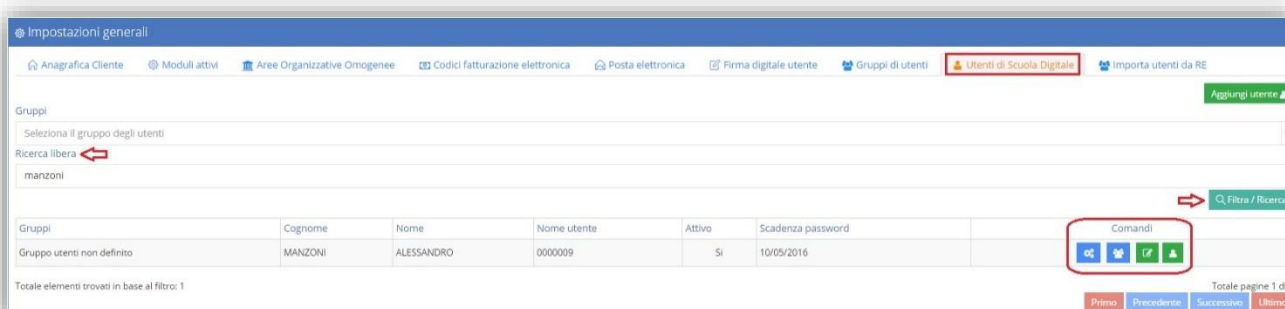 Impostazioni generali
Anagrafica Cliente Moduli attivi Aree Organizzative Omogenee Codici fatturazione elettronica Posta elettronica Firma digitale utente Gruppi di utenti Utenti di Scuola Digitale Importa utenti da RE
Aggiungi utente
Gruppi
Seleziona il gruppo degli utenti
Ricerca libera
manzoni
Filtra / Ricerca
Gruppi Cognome Nome Nome utente Attivo Scadenza password Comandi
Gruppo utenti non definito MANZONI ALESSANDRO 0000009 Si 10/05/2016
Totale elementi trovati in base al filtro: 1 Totale pagine 1 di
Primo Precedente Successivo Ultimo